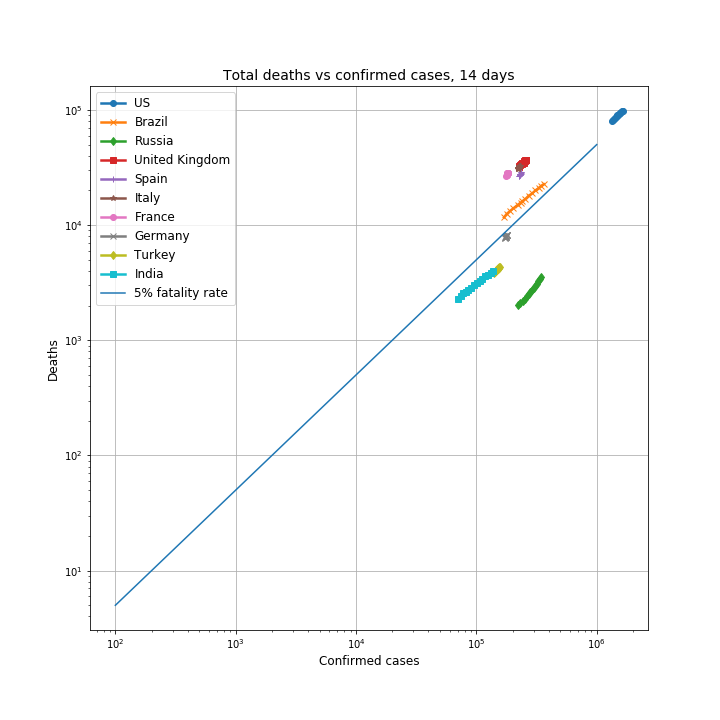 Total deaths vs confirmed cases, 14 days
US
Brazil
Russia
United Kingdom
Spain
Italy
France
Germany
Turkey
India
5% fatality rate
Deaths
10⁵
10⁴
10³
10²
10¹
10² 10³ 10⁴ 10⁵ 10⁶
Confirmed cases